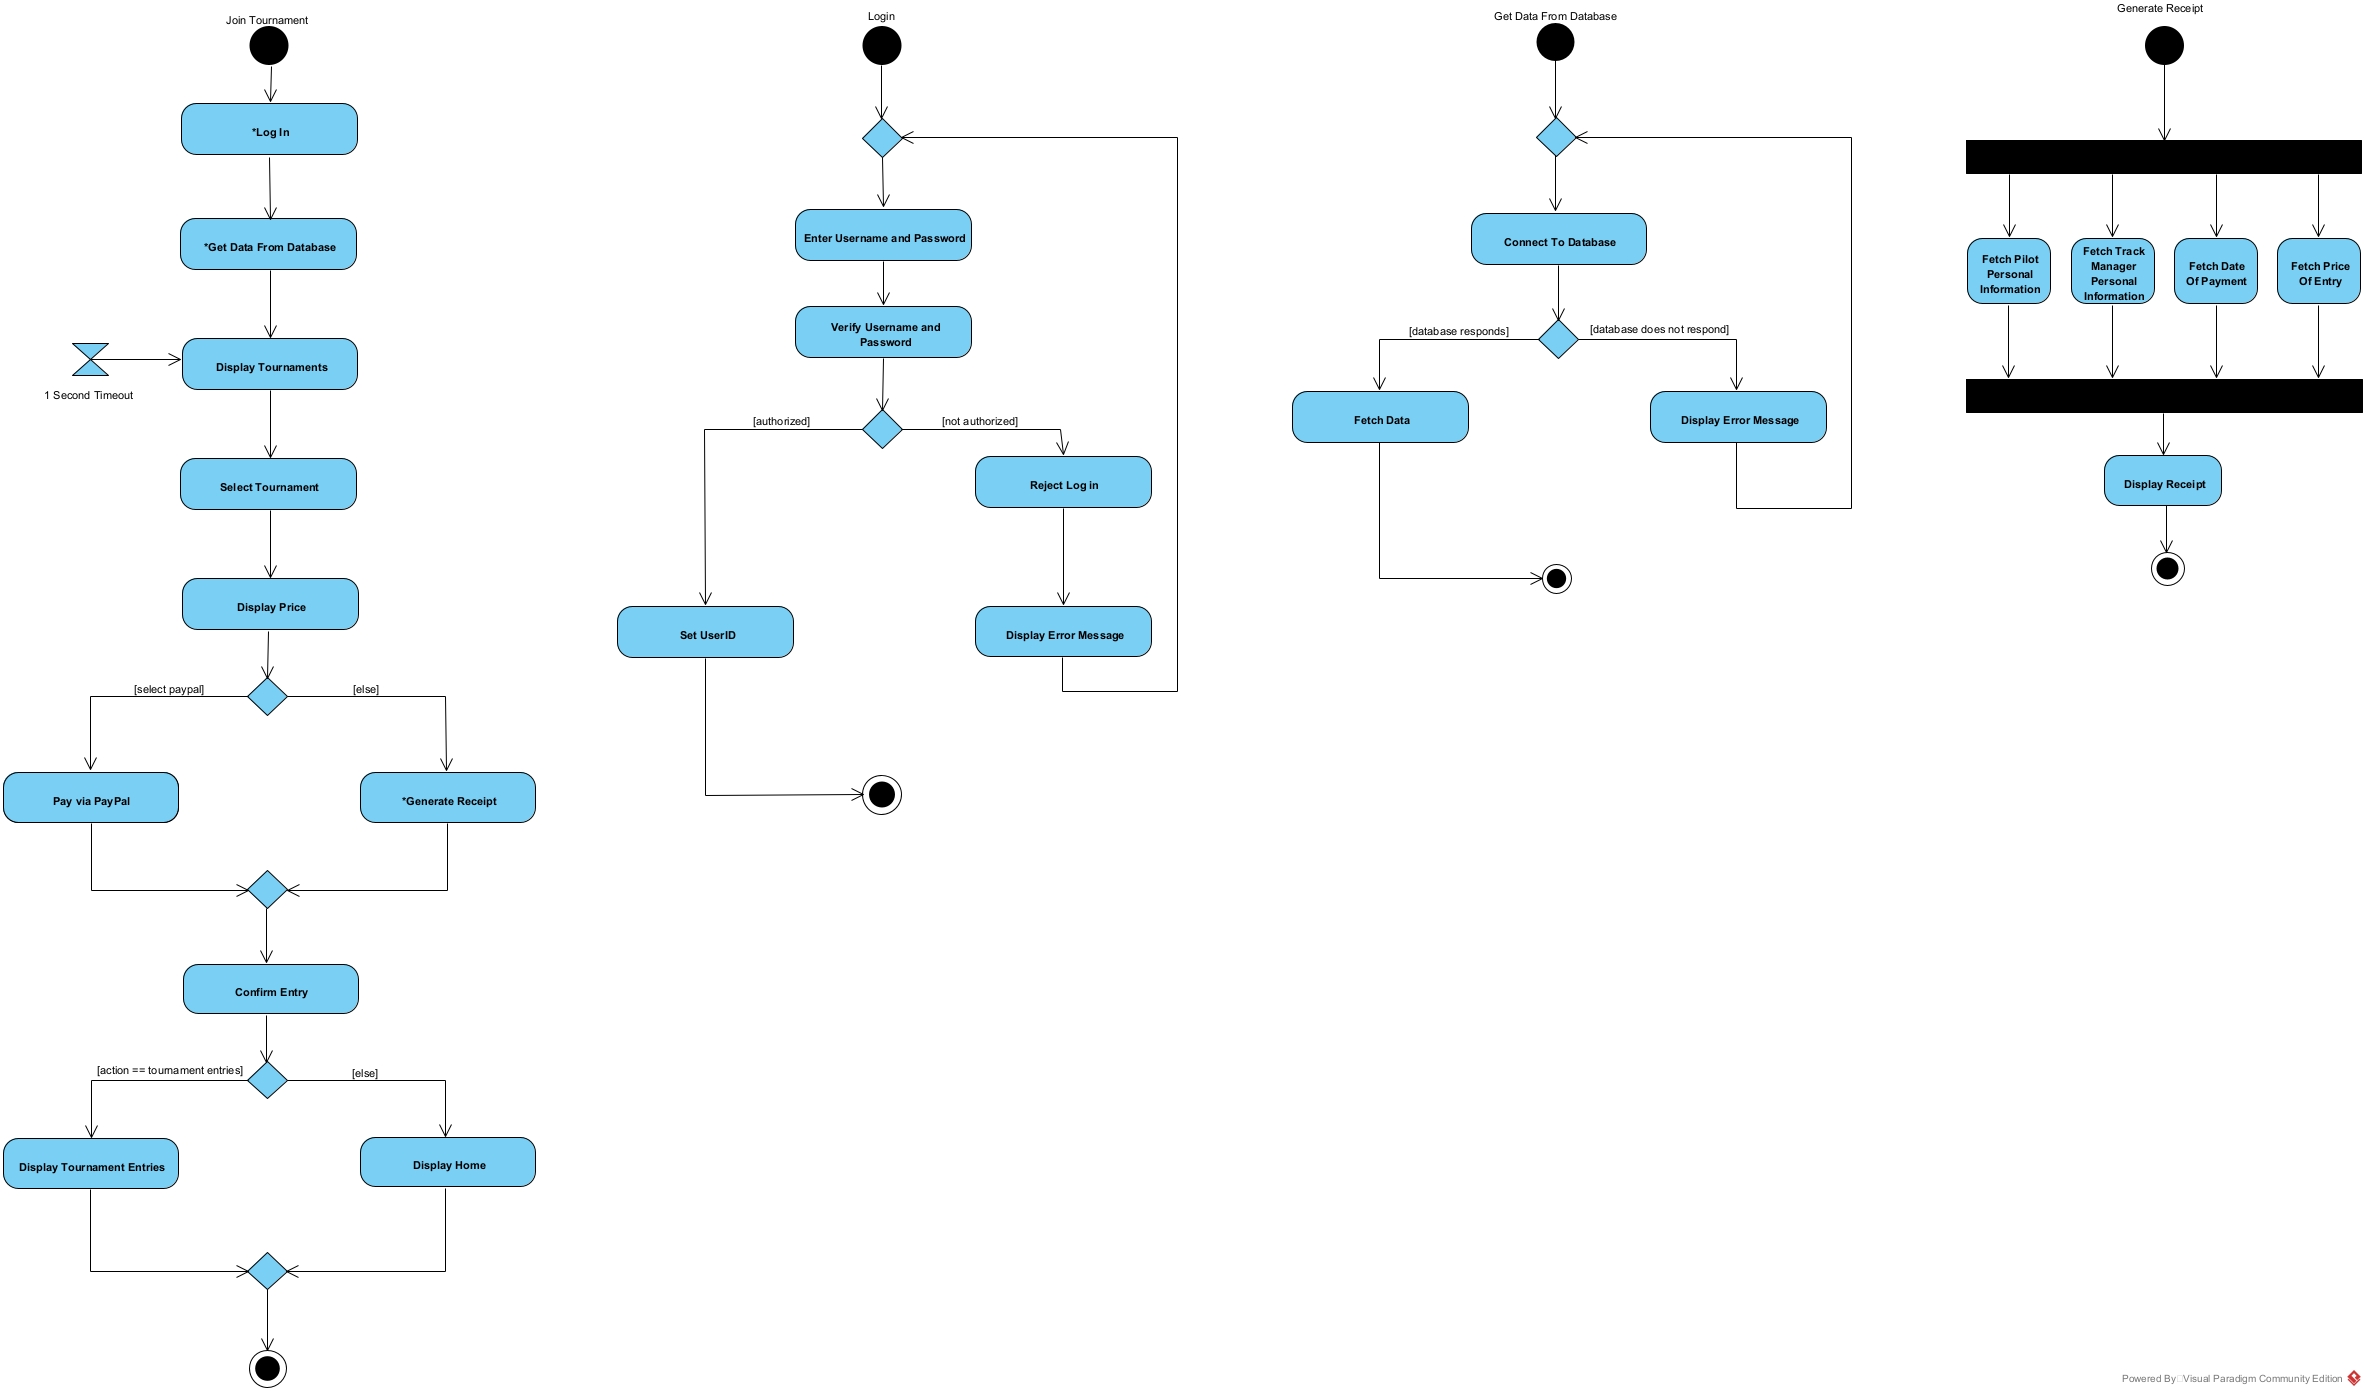 Join Tournament
*Log In
*Get Data From Database
1 Second Timeout
Display Tournaments
Select Tournament
Display Price
[select paypal]
[else]
Pay via PayPal
*Generate Receipt
Confirm Entry
[action == tournament entries]
[else]
Display Tournament Entries
Display Home
Login
Enter Username and Password
Verify Username and
Password
[authorized]
[not authorized]
Reject Log in
Set UserID
Display Error Message
Get Data From Database
Connect To Database
[database responds]
[database does not respond]
Fetch Data
Display Error Message
Generate Receipt
Fetch Pilot
Personal
Information
Fetch Track
Manager
Personal
Information
Fetch Date
Of Payment
Fetch Price
Of Entry
Display Receipt
Powered By Visual Paradigm Community Edition